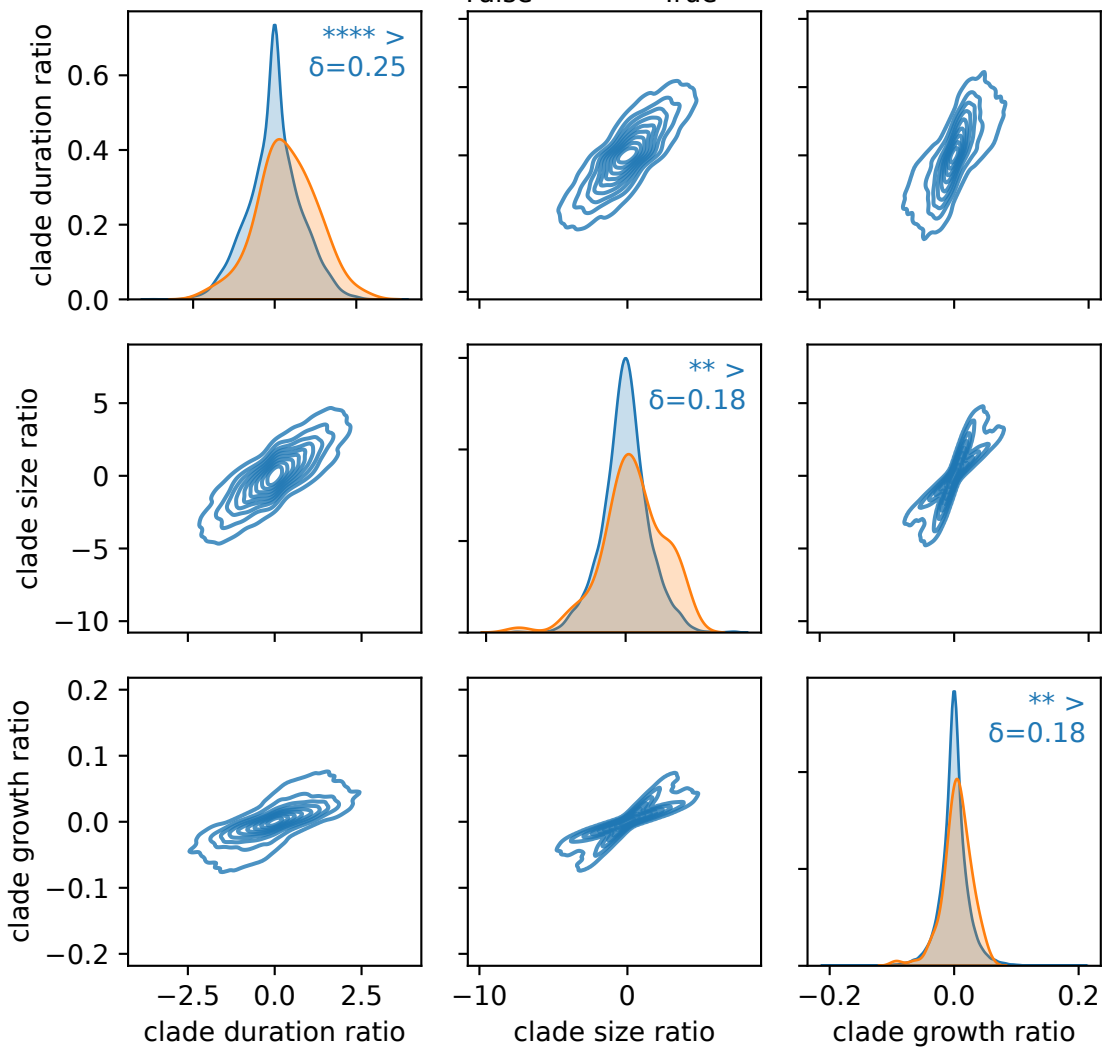 False True
clade duration ratio
0.6
0.4
0.2
0.0
**** >
δ=0.25
clade size ratio
5
0
−5
−10
** >
δ=0.18
clade growth ratio
0.2
0.1
0.0
−0.1
−0.2
** >
δ=0.18
−2.5 0.0 2.5 −10 0 −0.2 0.0 0.2
clade duration ratio clade size ratio clade growth ratio